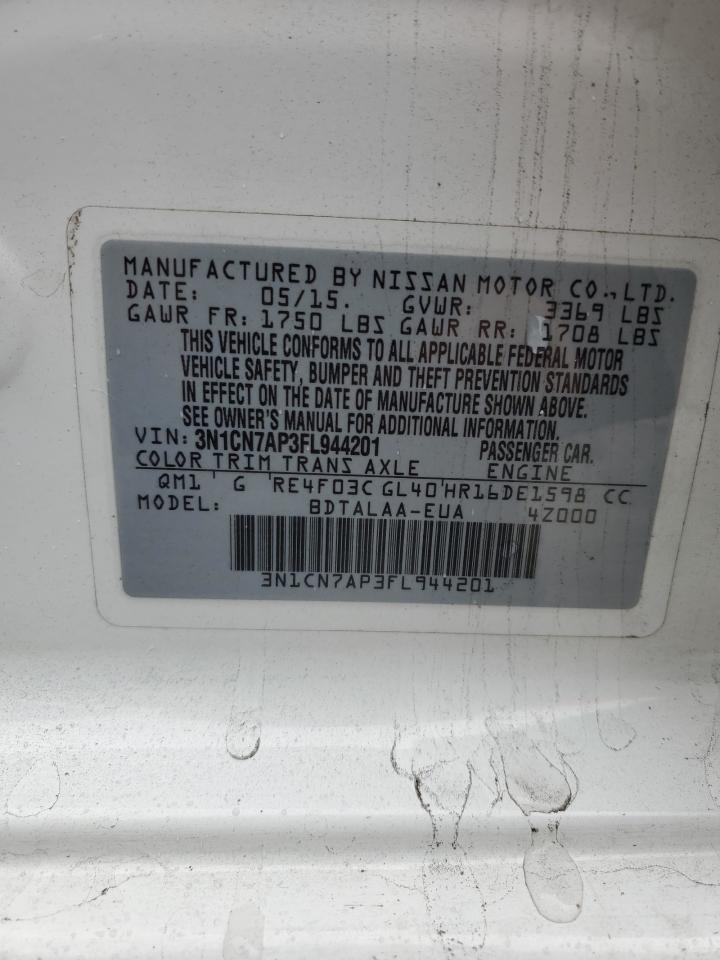 MANUFACTURED BY NISSAN MOTOR CO.,LTD.
DATE: 05/15. GVWR: 3369 LBS
GAWR FR: 1750 LBS GAWR RR: 1708 LBS
THIS VEHICLE CONFORMS TO ALL APPLICABLE FEDERAL MOTOR
VEHICLE SAFETY, BUMPER AND THEFT PREVENTION STANDARDS
IN EFFECT ON THE DATE OF MANUFACTURE SHOWN ABOVE.
SEE OWNER'S MANUAL FOR ADDITIONAL INFORMATION.
VIN: 3N1CN7AP3FL944201 PASSENGER CAR.
COLOR TRIM TRANS AXLE ENGINE
QM1 ' G 'RE4F03C GL40'HR16DE1598 CC
MODEL: BDTALAA-EUA 4Z000
3N1CN7AP3FL944201